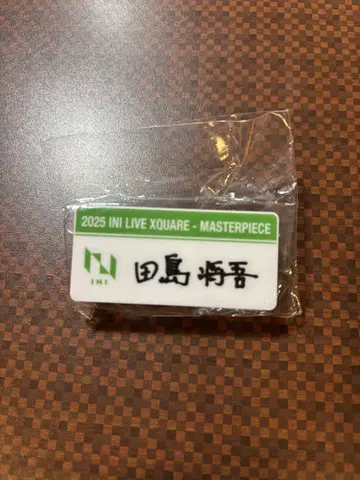 2025 INI LIVE XQUARE - MASTERPIECE
INI
田島 将吾